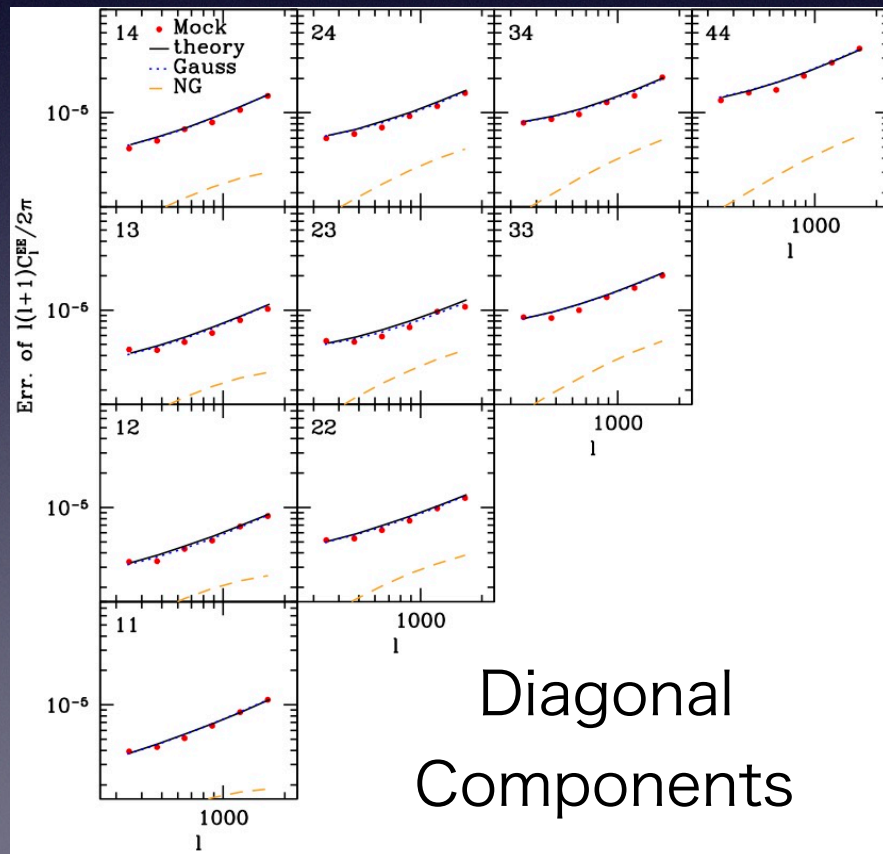 14 24 34 44
Mock
theory
Gauss
NG
10⁻⁵
1000
l
13 23 33
Err. of l(l+1)C_l^EE/2π
10⁻⁶
1000
l
12 22
10⁻⁵
1000
l
11
10⁻⁵
1000
l
Diagonal
Components